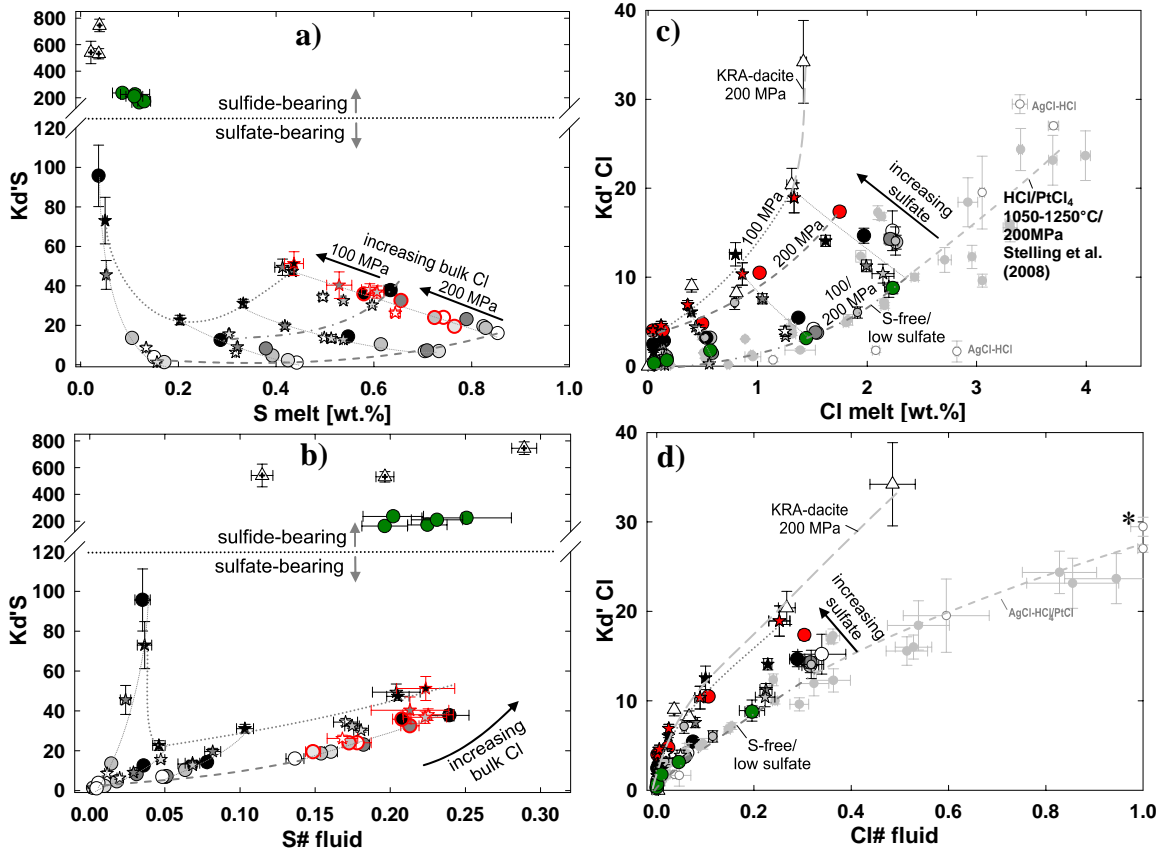 a)
800
600
400
200
sulfide-bearing
sulfate-bearing
120
100
80
60
40
20
0
Kd'S
increasing bulk Cl
100 MPa
200 MPa
0.0 0.2 0.4 0.6 0.8 1.0
S melt [wt.%]
b)
800
600
400
200
sulfide-bearing
sulfate-bearing
120
100
80
60
40
20
0
Kd'S
increasing
bulk Cl
0.00 0.05 0.10 0.15 0.20 0.25 0.30
S# fluid
c)
40
30
20
10
0
Kd' Cl
KRA-dacite
200 MPa
AgCl-HCl
increasing
sulfate
HCl/PtCl4
1050-1250°C/
200MPa
Stelling et al.
(2008)
100 MPa
200 MPa
100/
200 MPa
S-free/
low sulfate
AgCl-HCl
0 1 2 3 4
Cl melt [wt.%]
d)
40
30
20
10
0
Kd' Cl
KRA-dacite
200 MPa
*
increasing
sulfate
AgCl-HCl/PtCl
S-free/
low sulfate
0.0 0.2 0.4 0.6 0.8 1.0
Cl# fluid